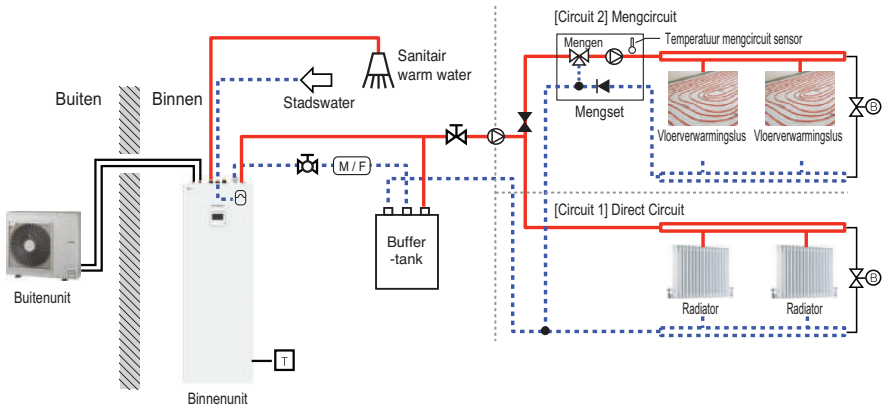 [Circuit 2] Mengcircuit
Mengen
Temperatuur mengcircuit sensor
Sanitair
warm water
Stadswater
Buiten
Binnen
Mengset
Vloerverwarmingslus
Vloerverwarmingslus
B
M / F
[Circuit 1] Direct Circuit
Buffer
-tank
B
Buitenunit
Radiator
Radiator
T
Binnenunit